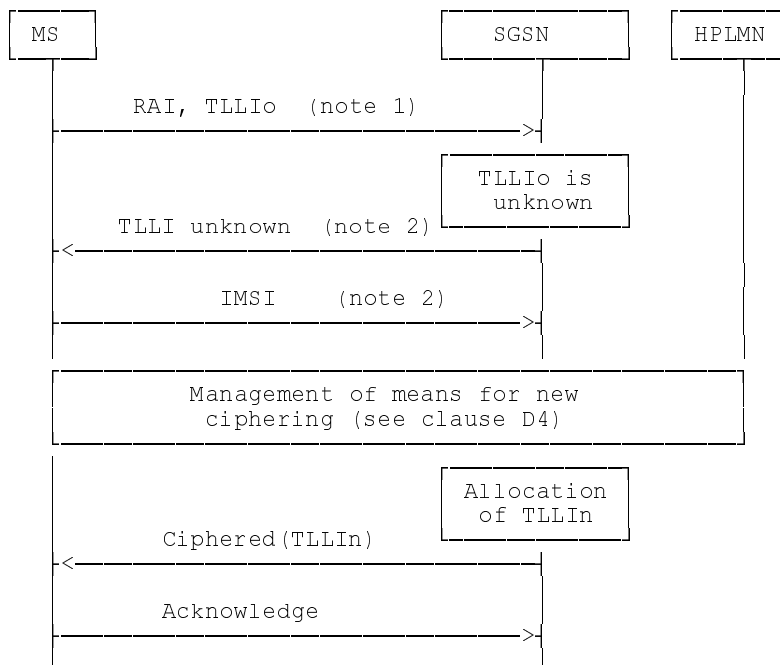 MS SGSN HPLMN
RAI, TLLIo (note 1)
TLLIo is
unknown
TLLI unknown (note 2)
IMSI (note 2)
Management of means for new
ciphering (see clause D4)
Allocation
of TLLIn
Ciphered(TLLIn)
Acknowledge